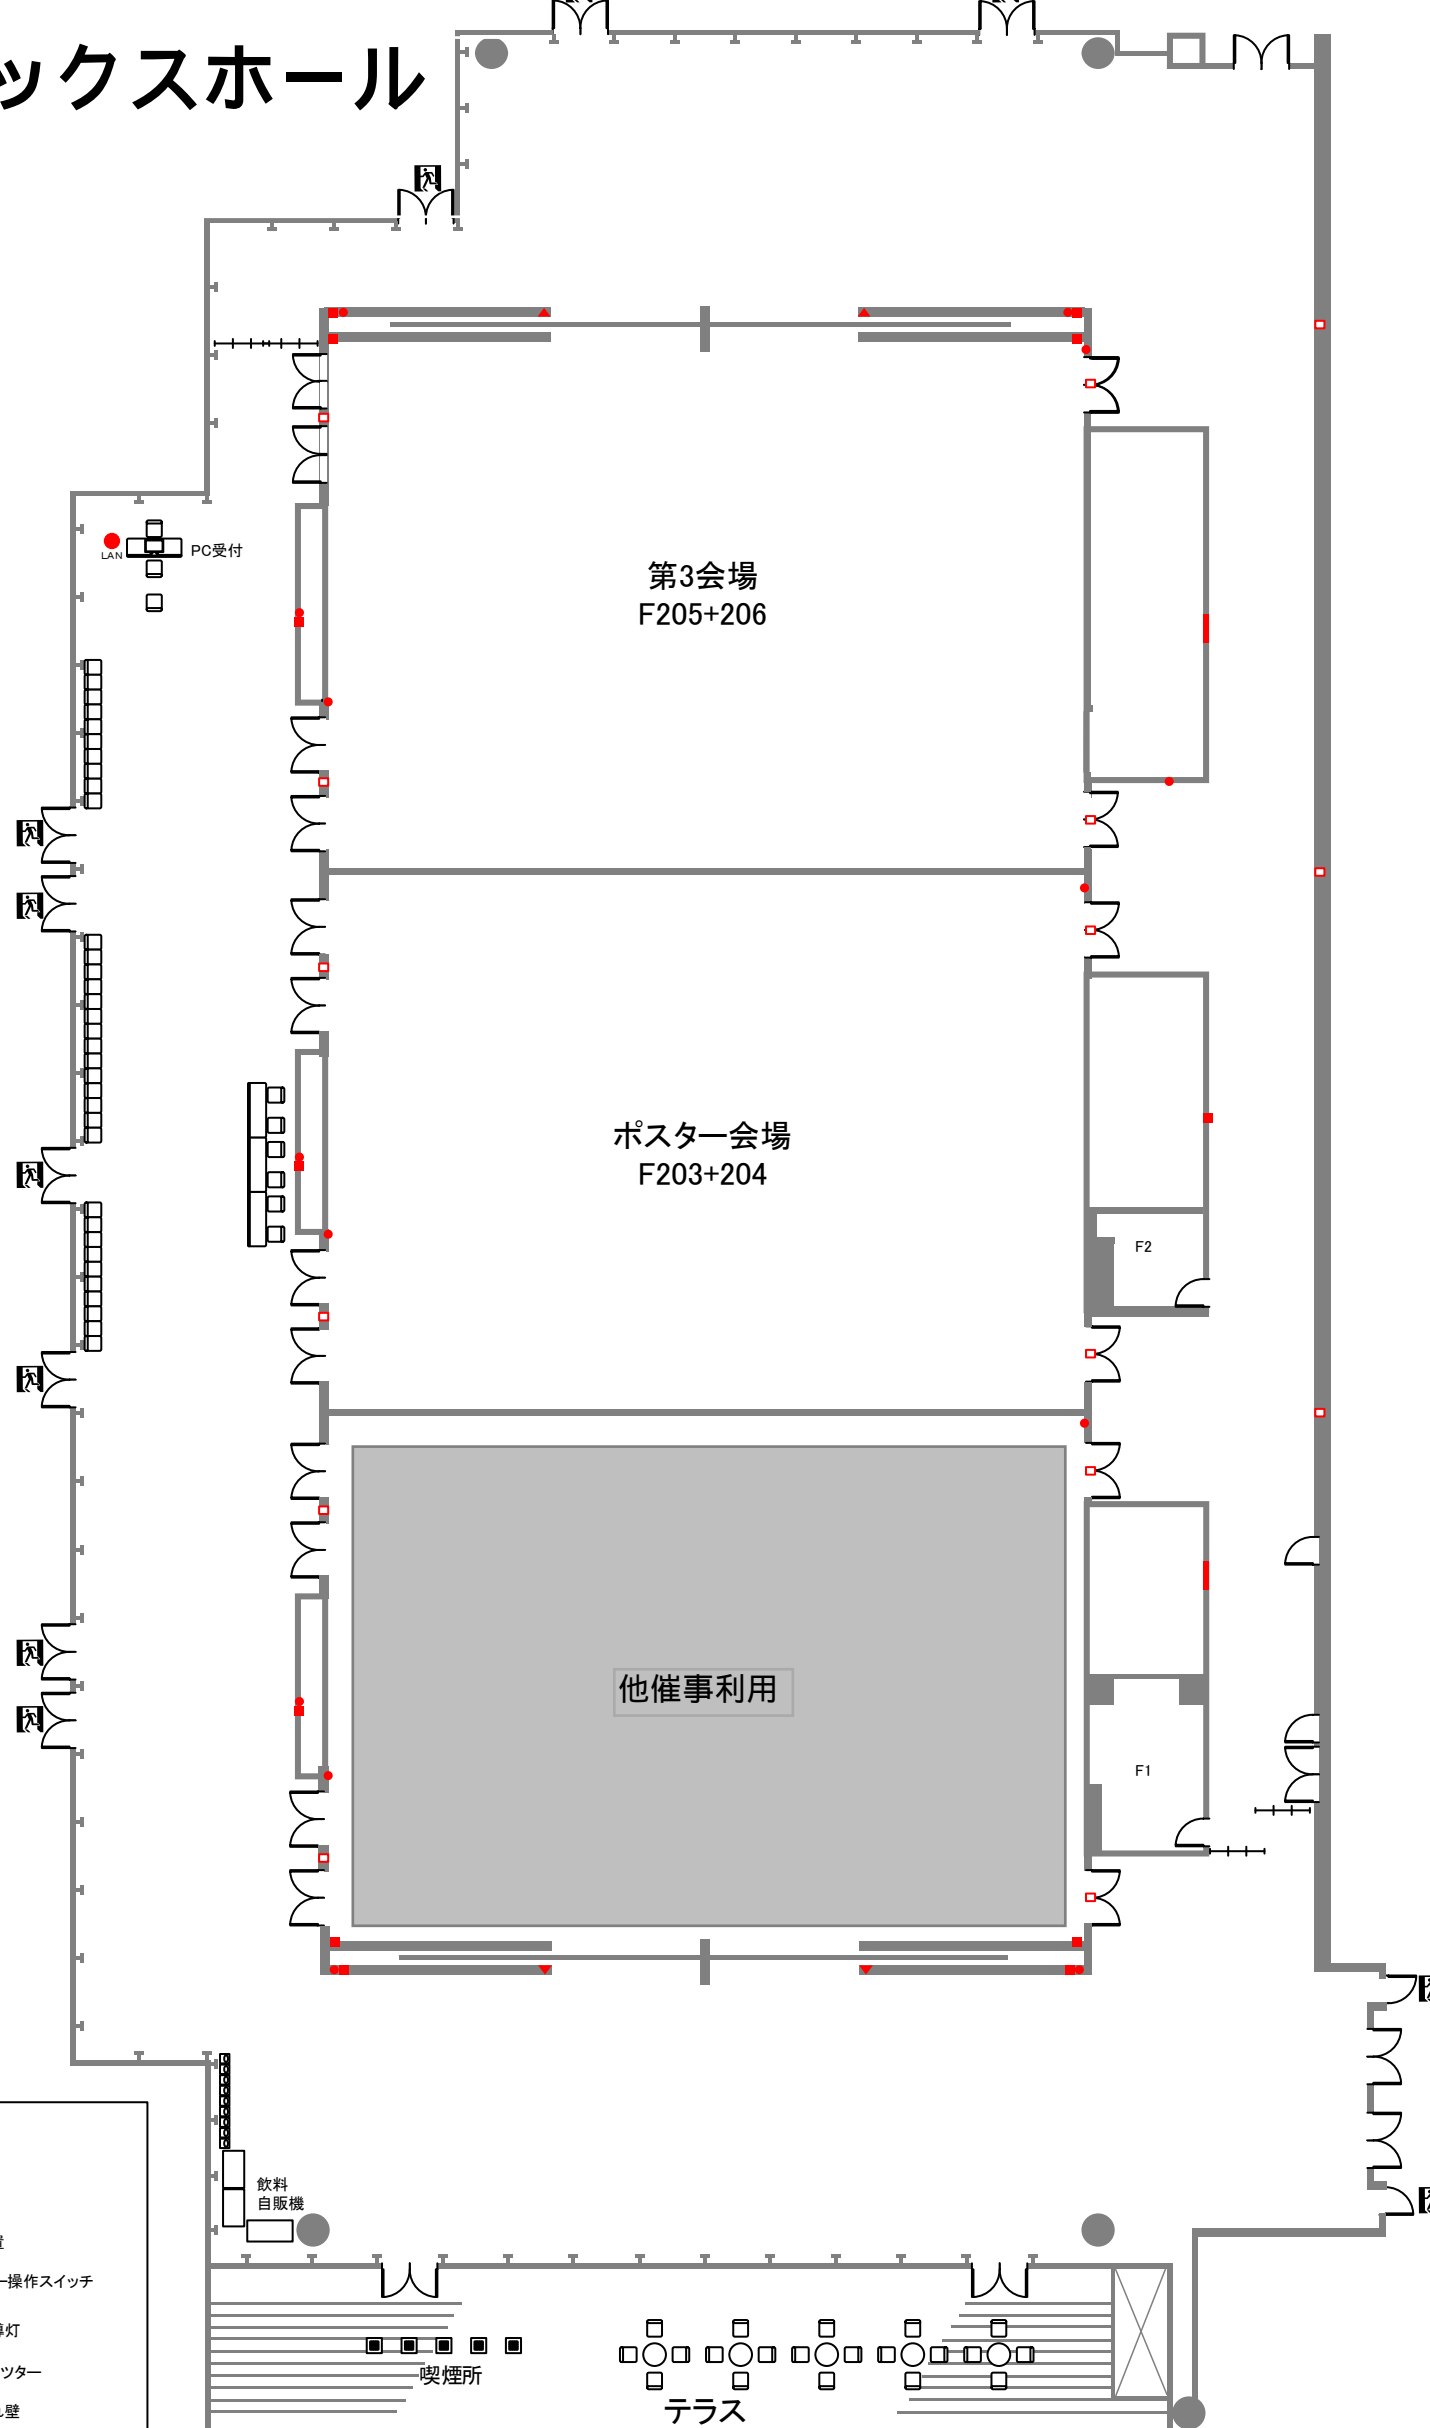 ックスホール
LAN
PC受付
第3会場
F205+206
ポスター会場
F203+204
F2
他催事利用
F1
飲料
自販機
ー操作スイッチ
灯
ッター
壁
喫煙所
テラス